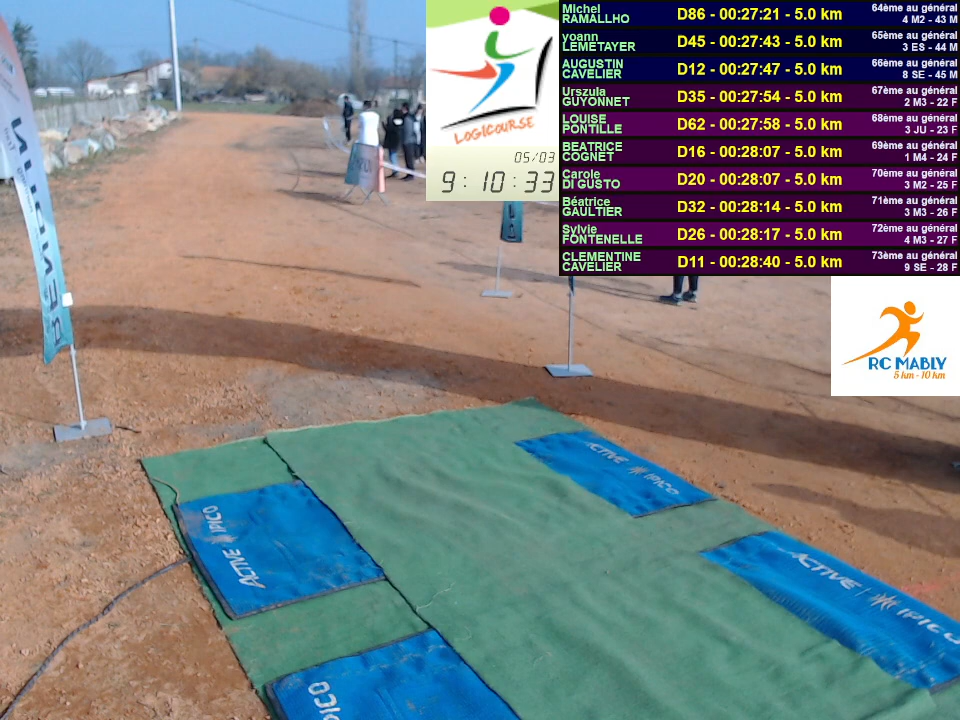 LOGICOURSE
05/03
9:10:33
Michel RAMALLHO D86 - 00:27:21 - 5.0 km 64ème au général 4 M2 - 43 M
yoann LEMETAYER D45 - 00:27:43 - 5.0 km 65ème au général 3 ES - 44 M
AUGUSTIN CAVELIER D12 - 00:27:47 - 5.0 km 66ème au général 8 SE - 45 M
Urszula GUYONNET D35 - 00:27:54 - 5.0 km 67ème au général 2 M3 - 22 F
LOUISE PONTILLE D62 - 00:27:58 - 5.0 km 68ème au général 3 JU - 23 F
BEATRICE COGNET D16 - 00:28:07 - 5.0 km 69ème au général 1 M4 - 24 F
Carole DI GUSTO D20 - 00:28:07 - 5.0 km 70ème au général 3 M2 - 25 F
Béatrice GAULTIER D32 - 00:28:14 - 5.0 km 71ème au général 3 M3 - 26 F
Sylvie FONTENELLE D26 - 00:28:17 - 5.0 km 72ème au général 4 M3 - 27 F
CLEMENTINE CAVELIER D11 - 00:28:40 - 5.0 km 73ème au général 9 SE - 28 F
RC MABLY
5 km - 10 km
ACTIVE IPICO
ACTIVE IPICO
ACTIVE IPICO
IPICO